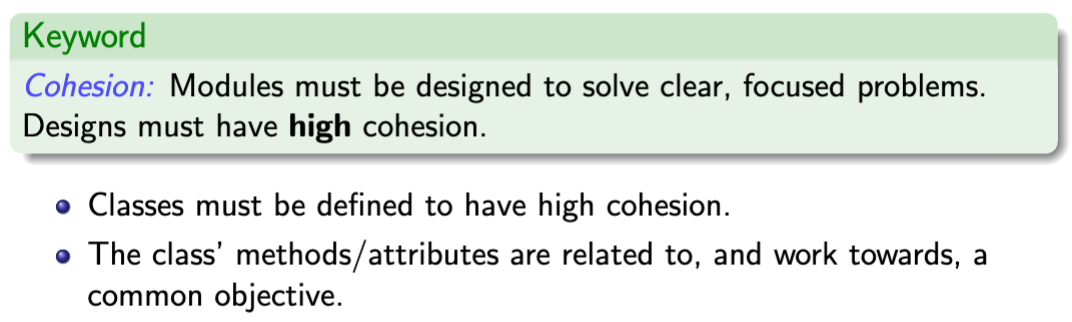 Keyword
Cohesion: Modules must be designed to solve clear, focused problems.
Designs must have high cohesion.
Classes must be defined to have high cohesion.
The class' methods/attributes are related to, and work towards, a
common objective.